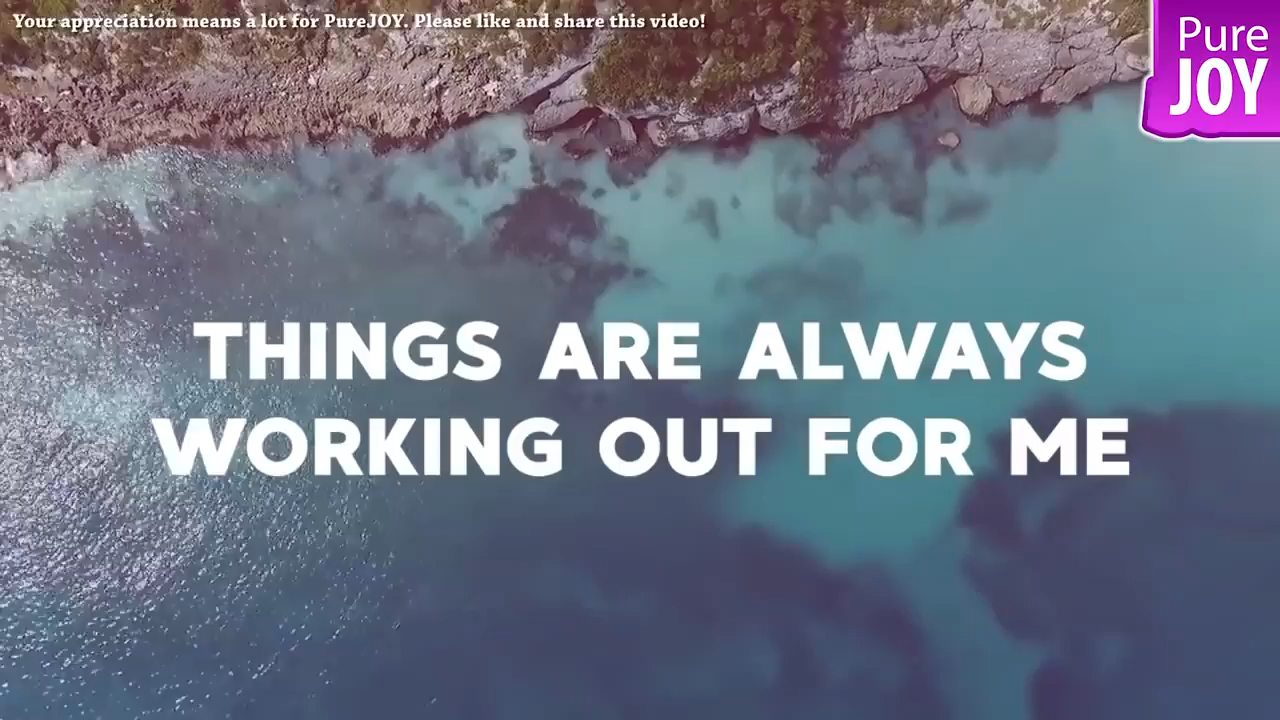 Your appreciation means a lot for PureJOY. Please like and share this video!
Pure
JOY
THINGS ARE ALWAYS
WORKING OUT FOR ME